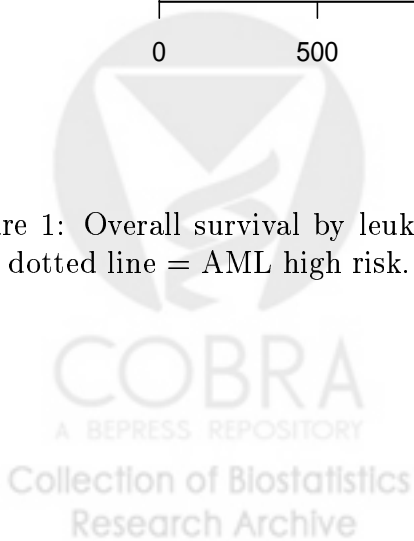 0 500
re 1: Overall survival by leuk
dotted line = AML high risk.
COBRA
A BEPRESS REPOSITORY
Collection of Biostatistics
Research Archive